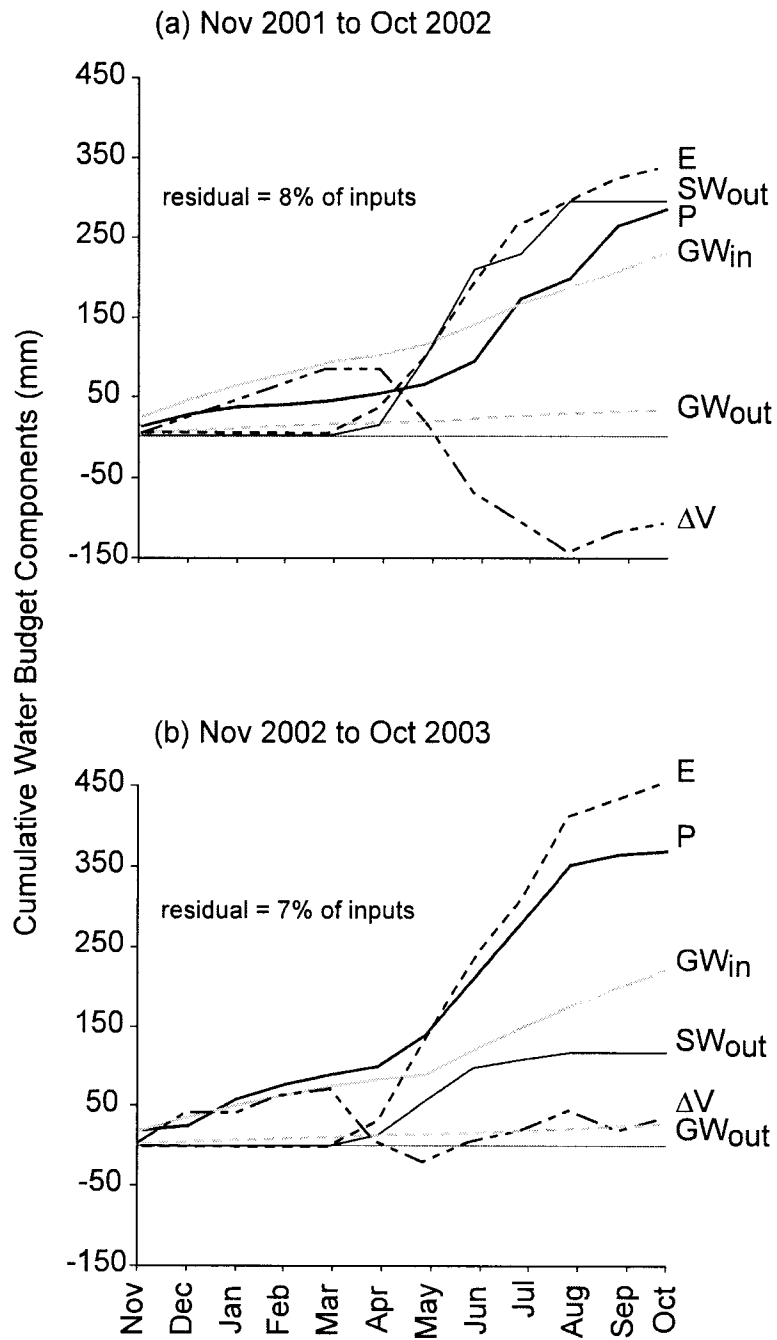 (a) Nov 2001 to Oct 2002
Cumulative Water Budget Components (mm)
450
350
250
150
50
-50
-150
residual = 8% of inputs
E
SWout
P
GWin
GWout
ΔV
(b) Nov 2002 to Oct 2003
450
350
250
150
50
-50
-150
residual = 7% of inputs
E
P
GWin
SWout
ΔV
GWout
Nov
Dec
Jan
Feb
Mar
Apr
May
Jun
Jul
Aug
Sep
Oct